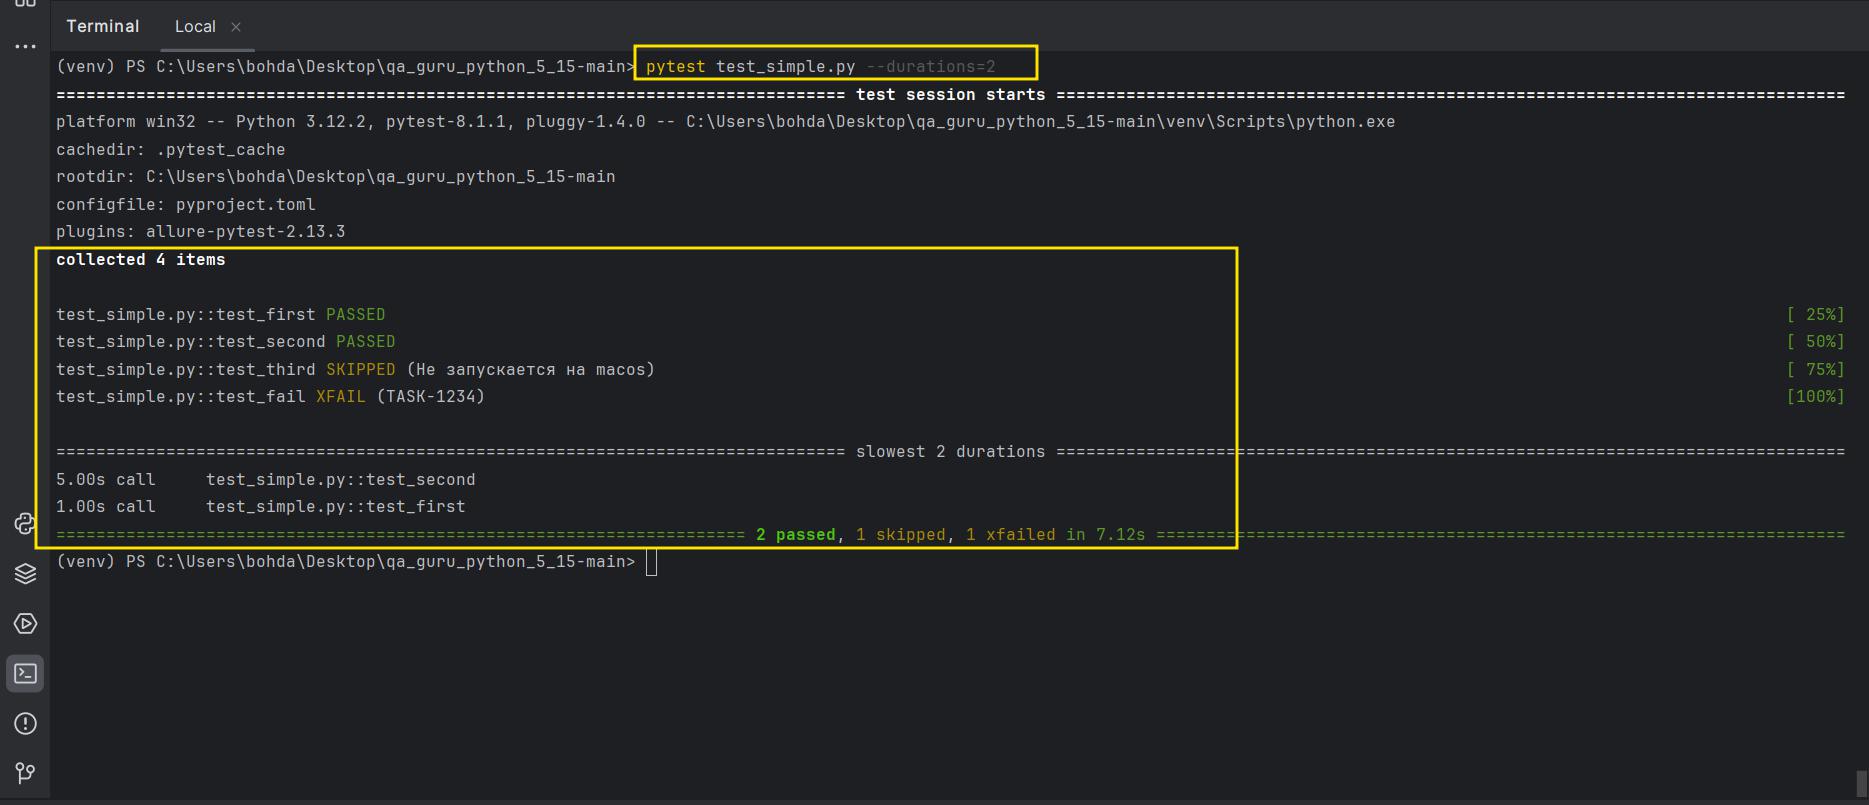 Terminal Local ×
(venv) PS C:\Users\bohda\Desktop\qa_guru_python_5_15-main> pytest test_simple.py --durations=2
=============================================================================== test session starts ===============================================================================
platform win32 -- Python 3.12.2, pytest-8.1.1, pluggy-1.4.0 -- C:\Users\bohda\Desktop\qa_guru_python_5_15-main\venv\Scripts\python.exe
cachedir: .pytest_cache
rootdir: C:\Users\bohda\Desktop\qa_guru_python_5_15-main
configfile: pyproject.toml
plugins: allure-pytest-2.13.3
collected 4 items
test_simple.py::test_first PASSED [ 25%]
test_simple.py::test_second PASSED [ 50%]
test_simple.py::test_third SKIPPED (Не запускается на macos) [ 75%]
test_simple.py::test_fail XFAIL (TASK-1234) [100%]
=============================================================================== slowest 2 durations ===============================================================================
5.00s call     test_simple.py::test_second
1.00s call     test_simple.py::test_first
===================================================================== 2 passed, 1 skipped, 1 xfailed in 7.12s =====================================================================
(venv) PS C:\Users\bohda\Desktop\qa_guru_python_5_15-main>